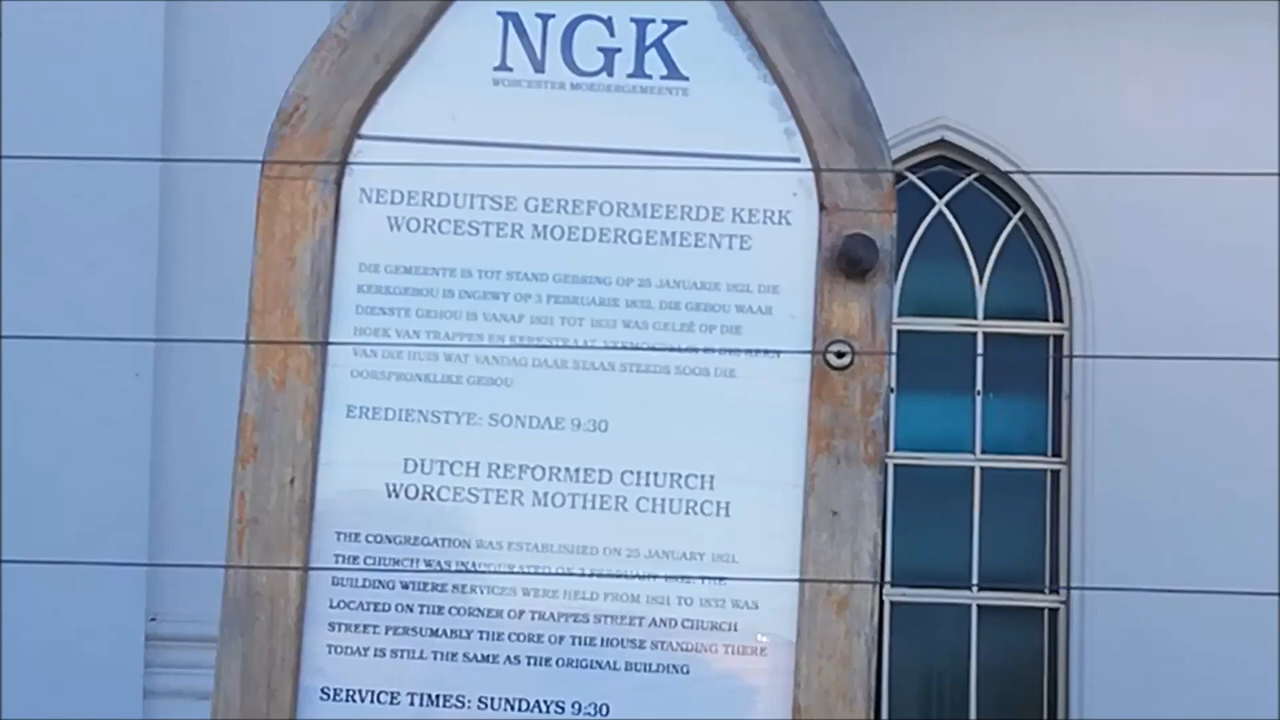 NGK
WORCESTER MOEDERGEMEENTE
NEDERDUITSE GEREFORMEERDE KERK
WORCESTER MOEDERGEMEENTE
DIE GEMEENTE IS TOT STAND GEBRING OP 25 JANUARIE 1821. DIE
KERKGEBOU IS INGEWY OP 3 FEBRUARIE 1832. DIE GEBOU WAAR
DIENSTE GEHOU IS VANAF 1821 TOT 1832 WAS GELEË OP DIE
HOEK VAN TRAPPES EN KERKSTRAAT. IS DIE KERN
VAN DIE HUIS WAT VANDAG DAAR STAAN STEEDS SOOS DIE
OORSPRONKLIKE GEBOU
EREDIENSTYE: SONDAE 9:30
DUTCH REFORMED CHURCH
WORCESTER MOTHER CHURCH
THE CONGREGATION WAS ESTABLISHED ON 25 JANUARY 1821.
THE CHURCH WAS INAUGURATED ON 3 FEBRUARY 1832. THE
BUILDING WHERE SERVICES WERE HELD FROM 1821 TO 1832 WAS
LOCATED ON THE CORNER OF TRAPPES STREET AND CHURCH
STREET. PERSUMABLY THE CORE OF THE HOUSE STANDING THERE
TODAY IS STILL THE SAME AS THE ORIGINAL BUILDING
SERVICE TIMES: SUNDAYS 9:30